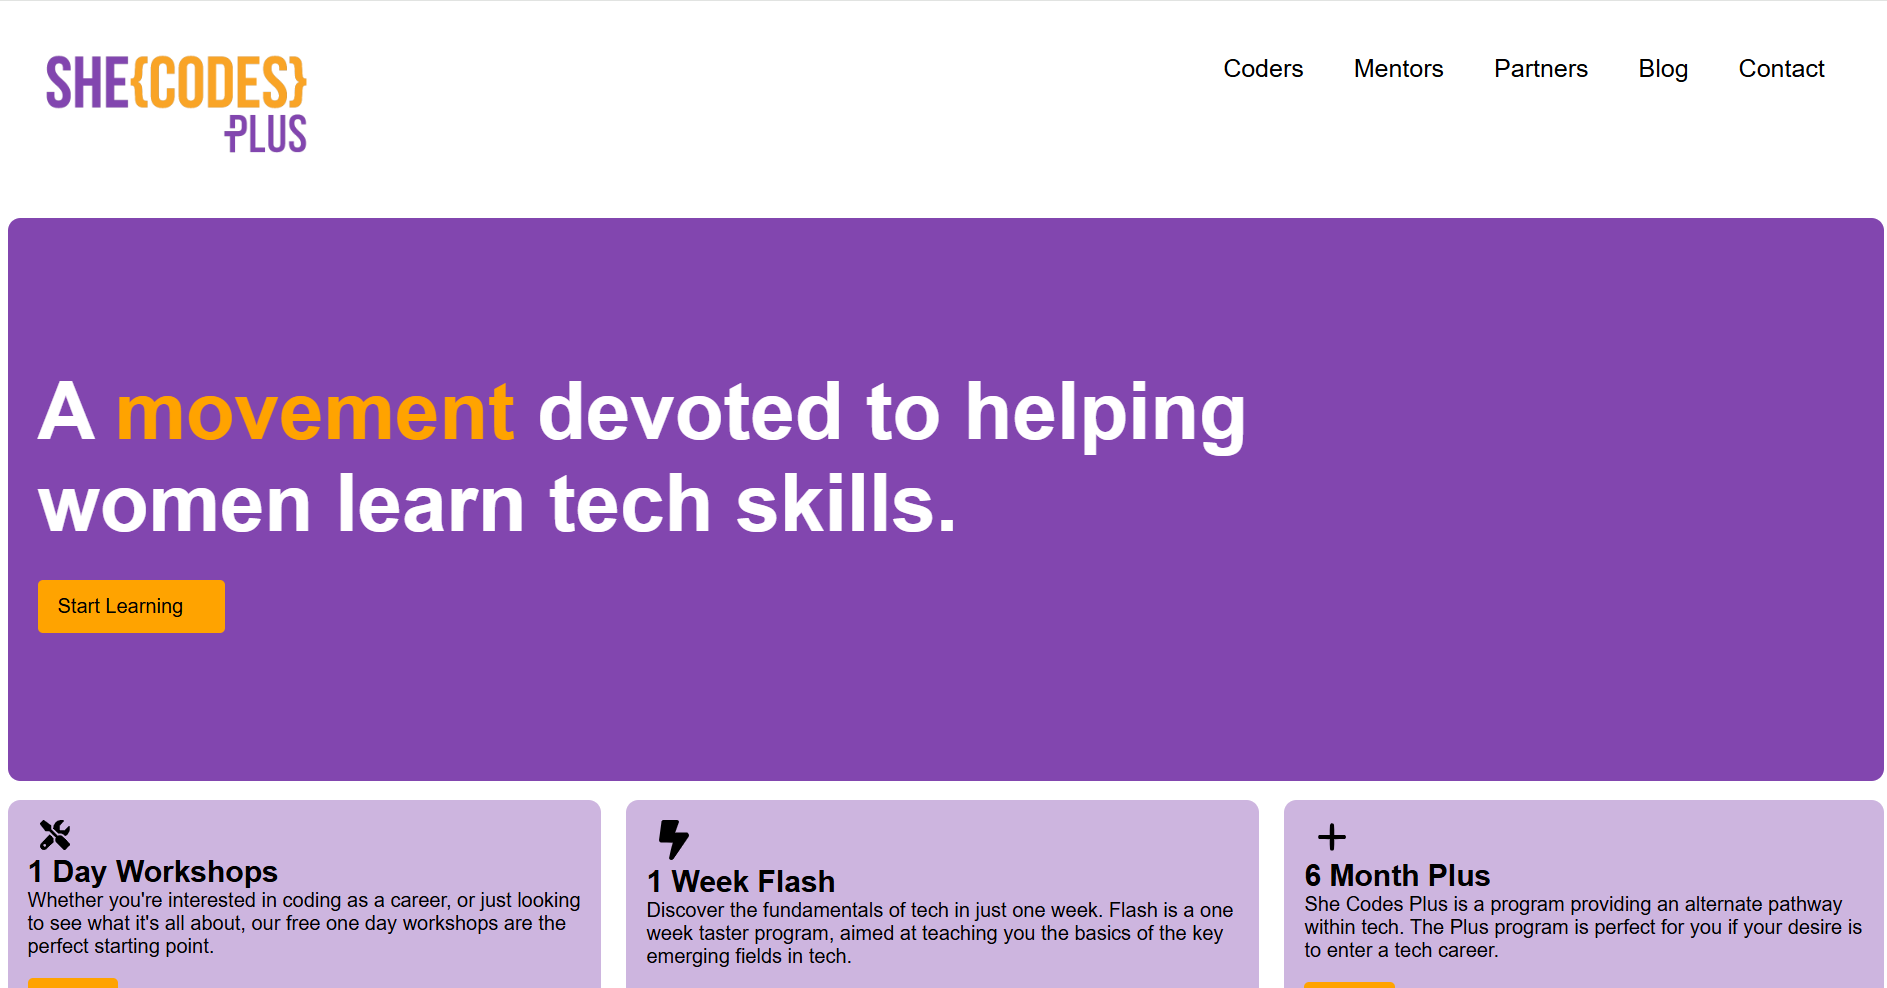 SHE{CODES}
PLUS
Coders Mentors Partners Blog Contact
A movement devoted to helping
women learn tech skills.
Start Learning
1 Day Workshops
Whether you're interested in coding as a career, or just looking
to see what it's all about, our free one day workshops are the
perfect starting point.
1 Week Flash
Discover the fundamentals of tech in just one week. Flash is a one
week taster program, aimed at teaching you the basics of the key
emerging fields in tech.
6 Month Plus
She Codes Plus is a program providing an alternate pathway
within tech. The Plus program is perfect for you if your desire is
to enter a tech career.